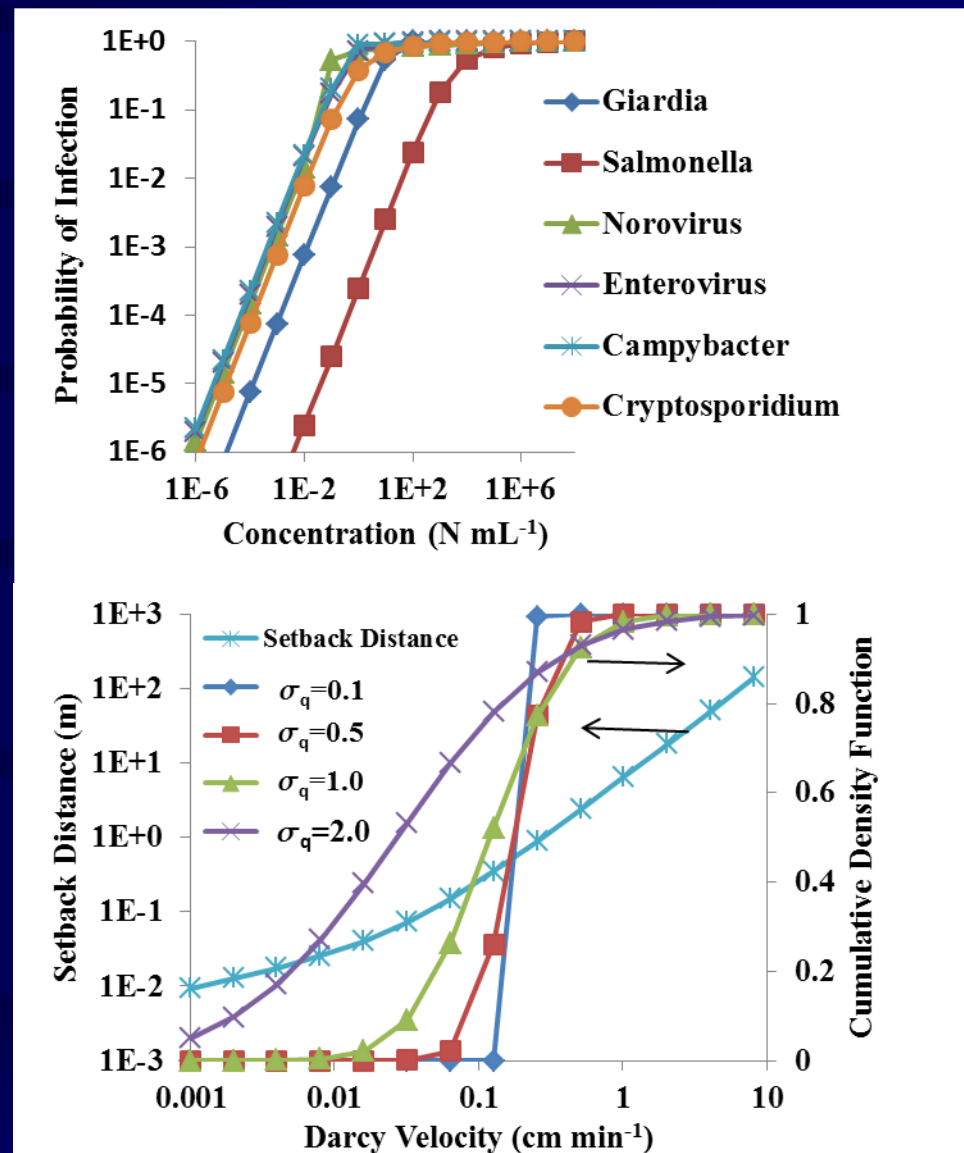 1E+0
1E-1
1E-2
1E-3
1E-4
1E-5
1E-6
Probability of Infection
1E-6
1E-2
1E+2
1E+6
Concentration (N mL⁻¹)
Giardia
Salmonella
Norovirus
Enterovirus
Campybacter
Cryptosporidium
1E+3
1E+2
1E+1
1E+0
1E-1
1E-2
1E-3
Setback Distance (m)
Setback Distance
σq=0.1
σq=0.5
σq=1.0
σq=2.0
1
0.8
0.6
0.4
0.2
0
Cumulative Density Function
0.001
0.01
0.1
1
10
Darcy Velocity (cm min⁻¹)